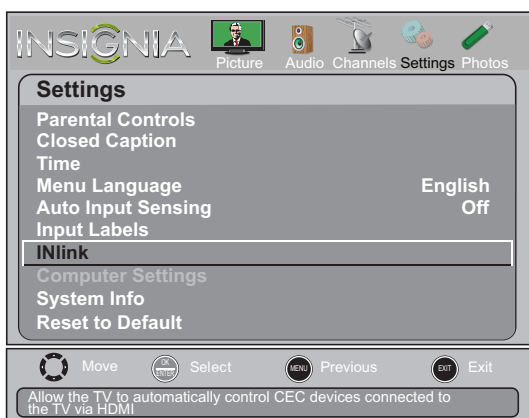 INSIGNIA
Picture Audio Channels Settings Photos
Settings
Parental Controls
Closed Caption
Time
Menu Language English
Auto Input Sensing Off
Input Labels
INlink
Computer Settings
System Info
Reset to Default
Move OK ENTER Select MENU Previous EXIT Exit
Allow the TV to automatically control CEC devices connected to
the TV via HDMI